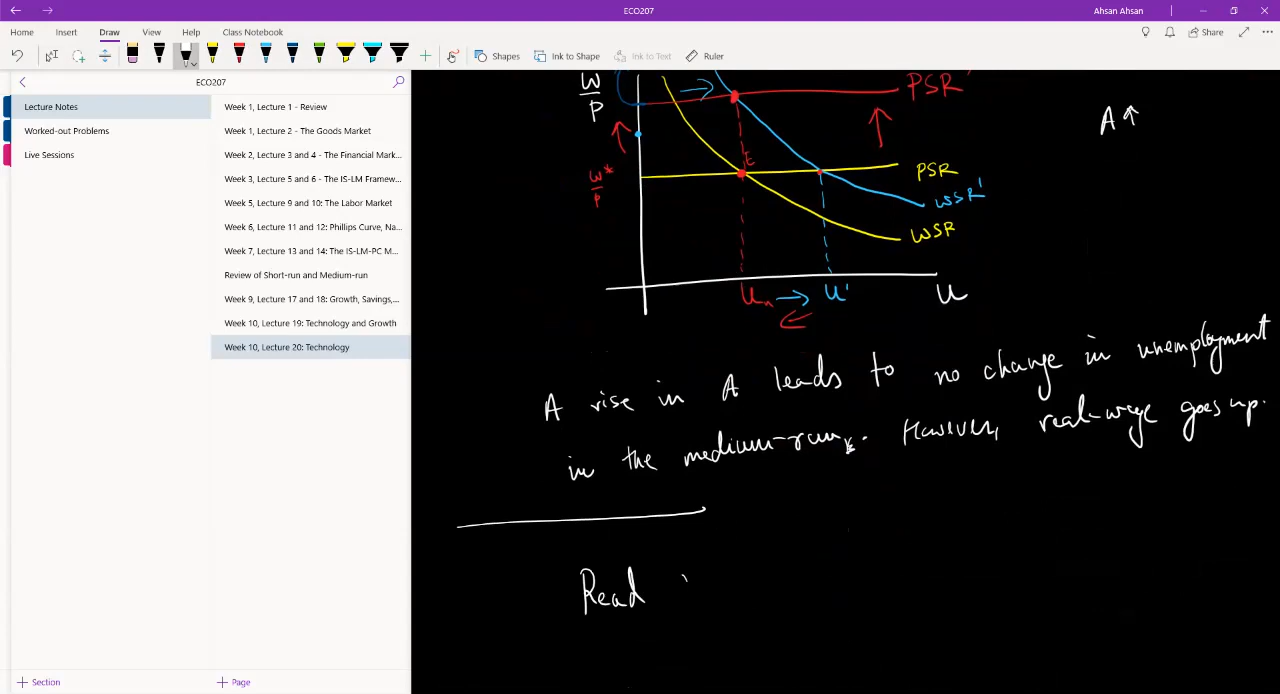 ECO207
Ahsan Ahsan
Home Insert Draw View Help Class Notebook
Share
Shapes Ink to Shape Ink to Text Ruler
ECO207
Lecture Notes
Worked-out Problems
Live Sessions
Week 1, Lecture 1 - Review
Week 1, Lecture 2 - The Goods Market
Week 2, Lecture 3 and 4 - The Financial Mark...
Week 3, Lecture 5 and 6 - The IS-LM Framew...
Week 5, Lecture 9 and 10: The Labor Market
Week 6, Lecture 11 and 12: Phillips Curve, Na...
Week 7, Lecture 13 and 14: The IS-LM-PC M...
Review of Short-run and Medium-run
Week 9, Lecture 17 and 18: Growth, Savings,...
Week 10, Lecture 19: Technology and Growth
Week 10, Lecture 20: Technology
W/P
PSR'
A ↑
E
W*/P
PSR
WSR'
WSR
Un → U'
U
A rise in A leads to no change in unemployment
in the medium-run. However, real-wage goes up.
Read
+ Section
+ Page